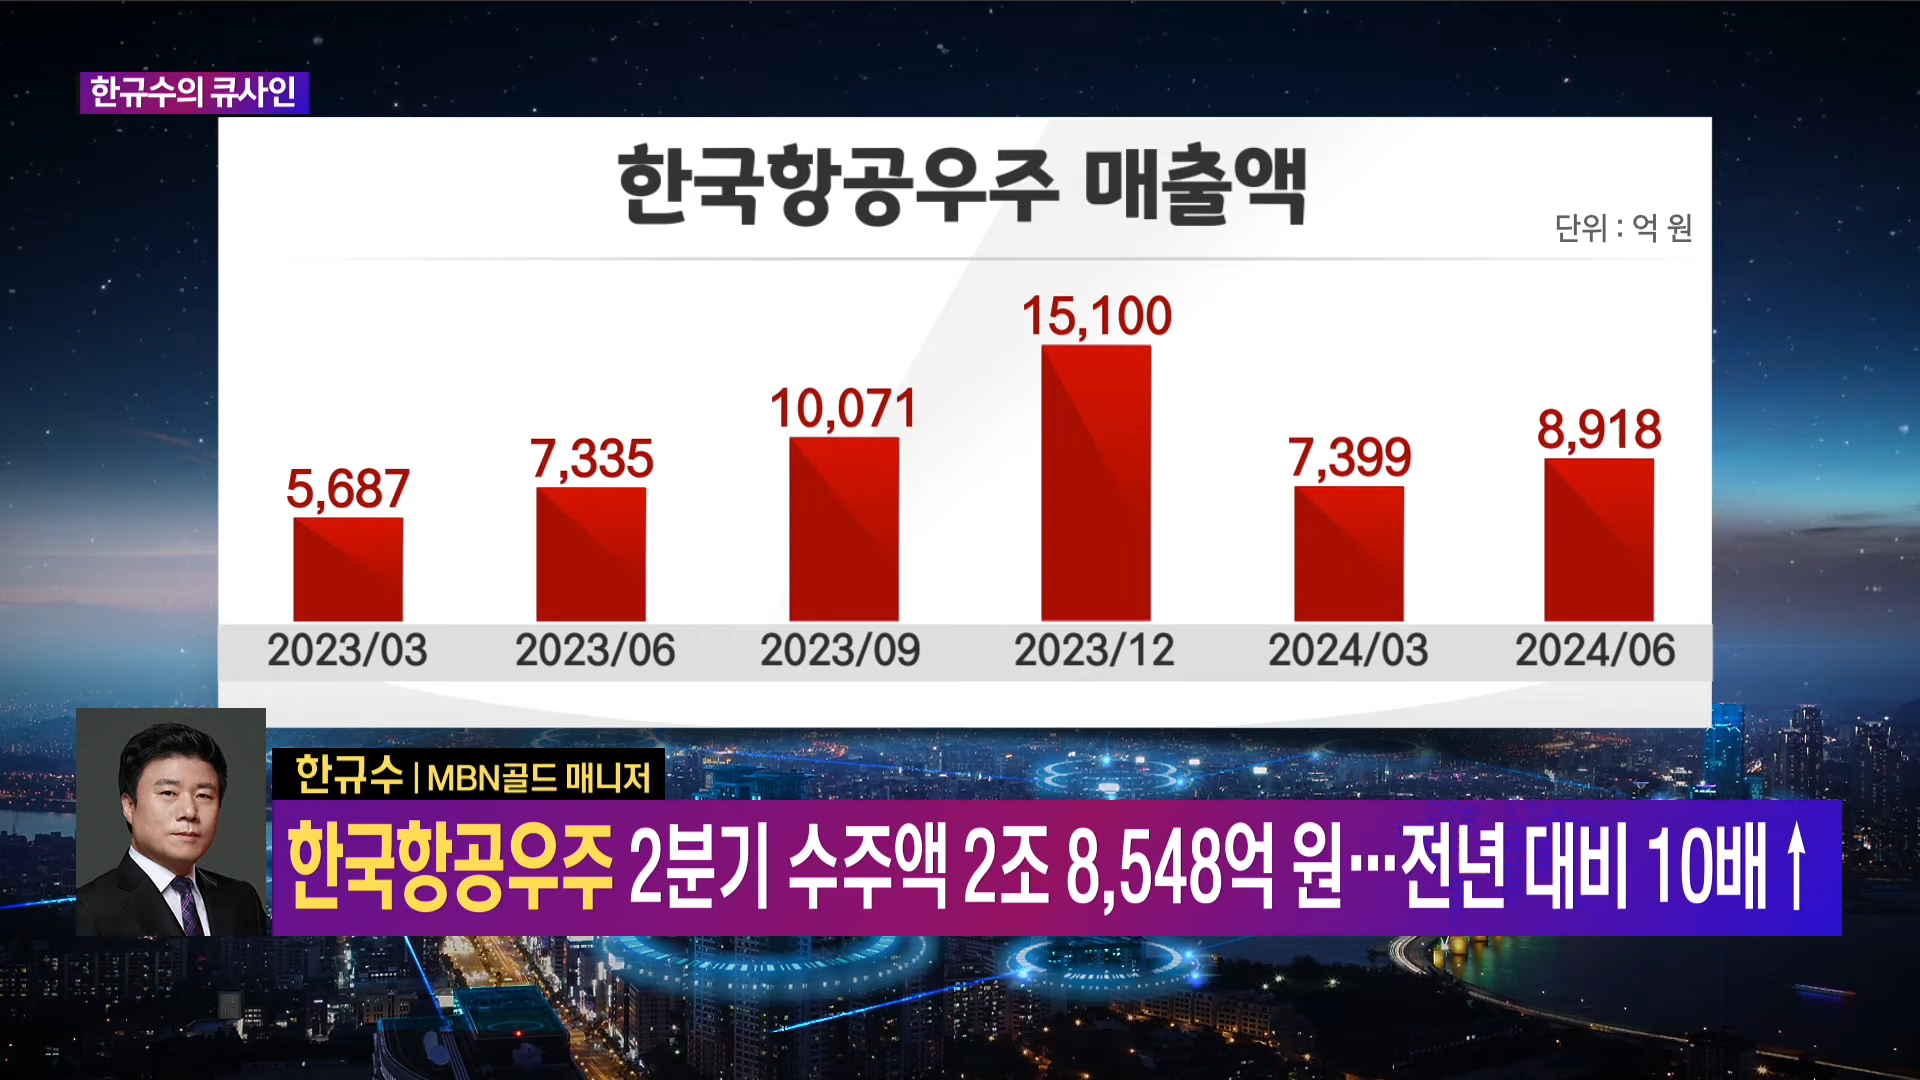 한규수의 큐사인
한국항공우주 매출액
단위 : 억 원
5,687
7,335
10,071
15,100
7,399
8,918
2023/03
2023/06
2023/09
2023/12
2024/03
2024/06
한규수 | MBN골드 매니저
한국항공우주 2분기 수주액 2조 8,548억 원…전년 대비 10배↑